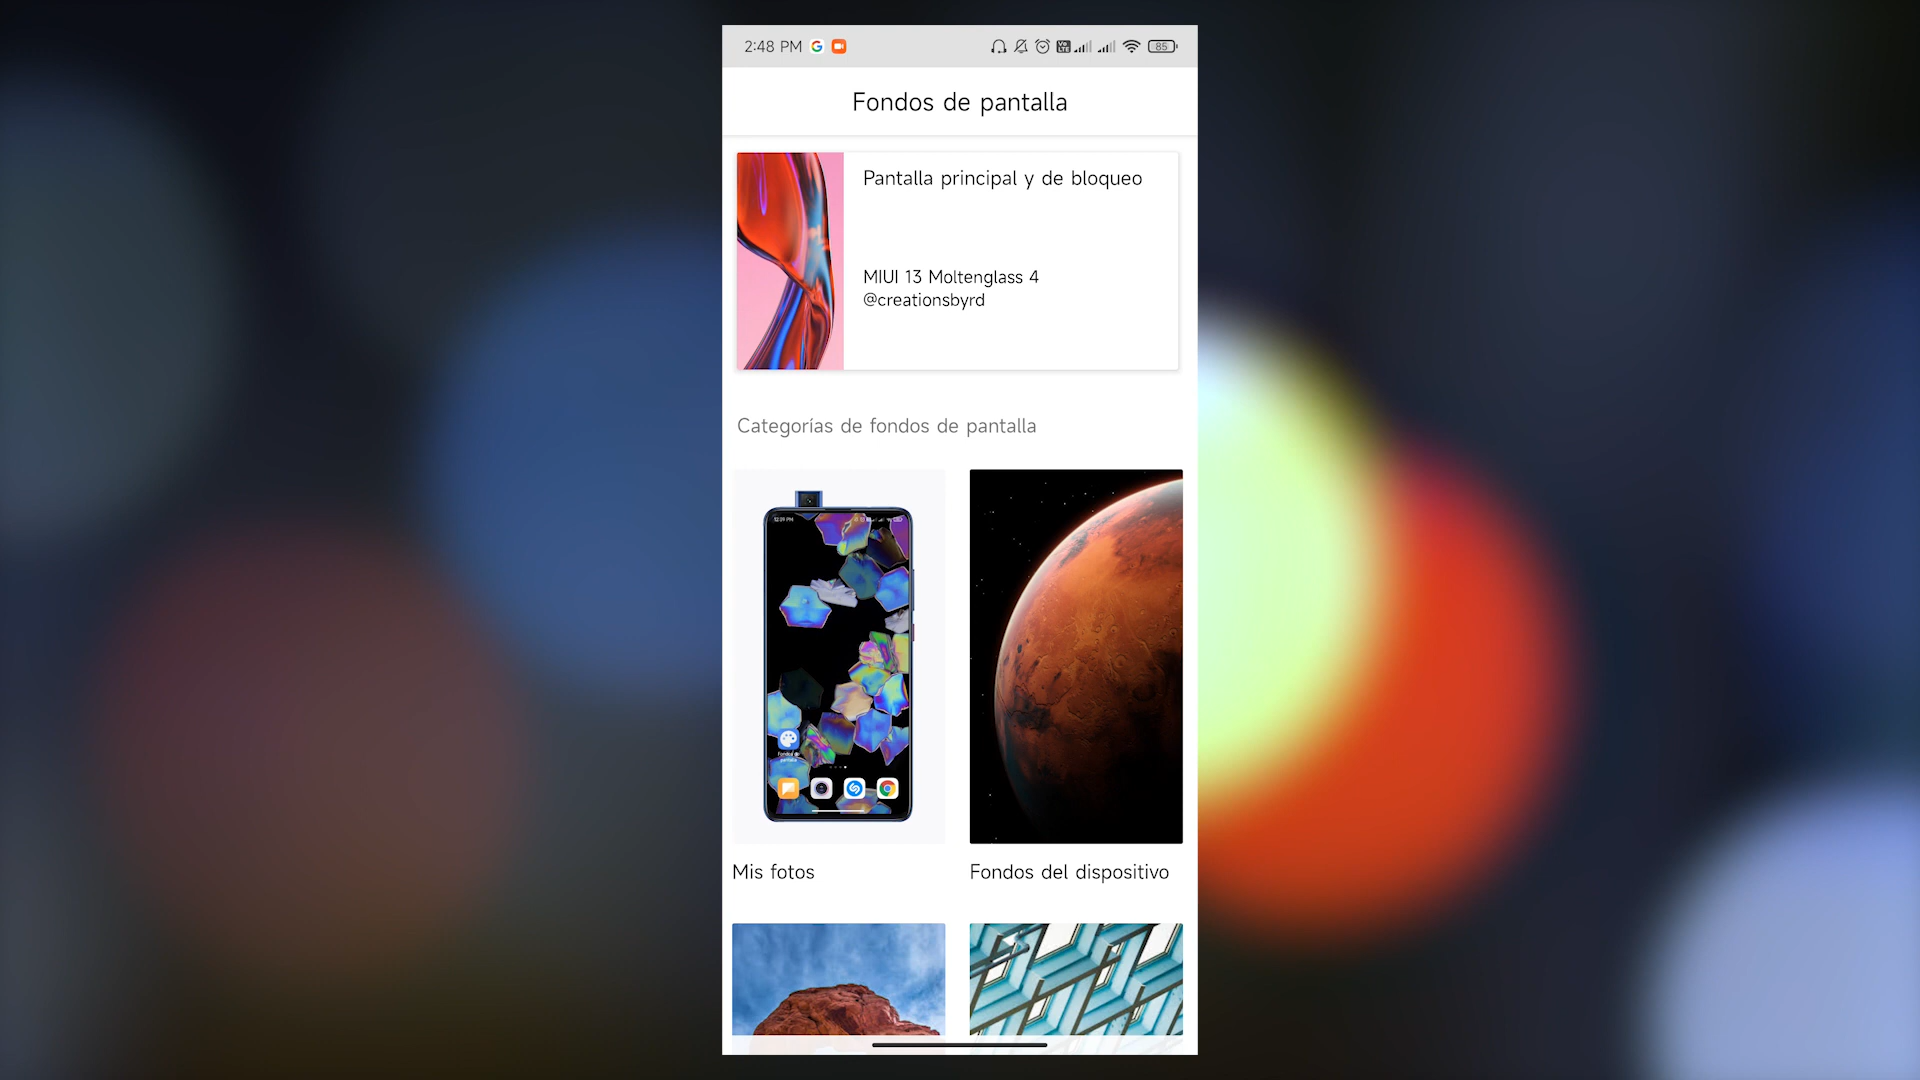 2:48 PM
85
Fondos de pantalla
Pantalla principal y de bloqueo
MIUI 13 Moltenglass 4
@creationsbyrd
Categorías de fondos de pantalla
Mis fotos
Fondos del dispositivo